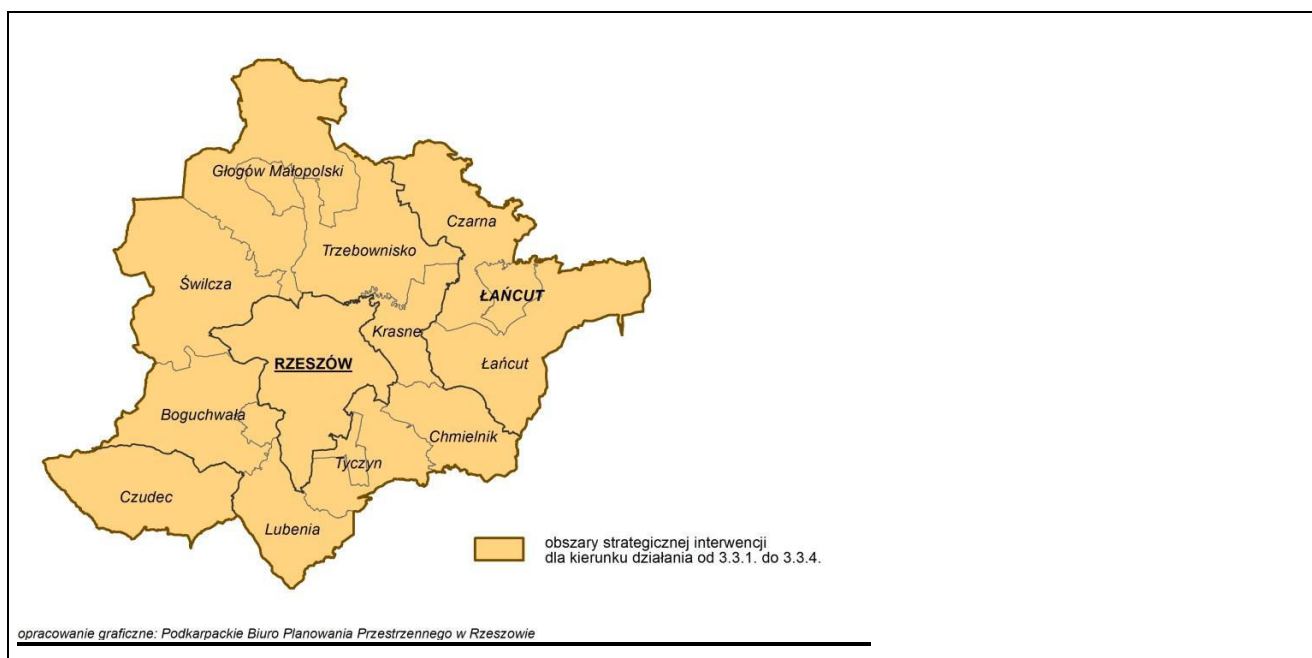 Głogów Małopolski
Czarna
Trzebownisko
Świlcza
ŁAŃCUT
Krasne
RZESZÓW
Łańcut
Boguchwała
Chmielnik
Tyczyn
Czudec
Lubenia
obszary strategicznej interwencji
dla kierunku działania od 3.3.1. do 3.3.4.
opracowanie graficzne: Podkarpackie Biuro Planowania Przestrzennego w Rzeszowie